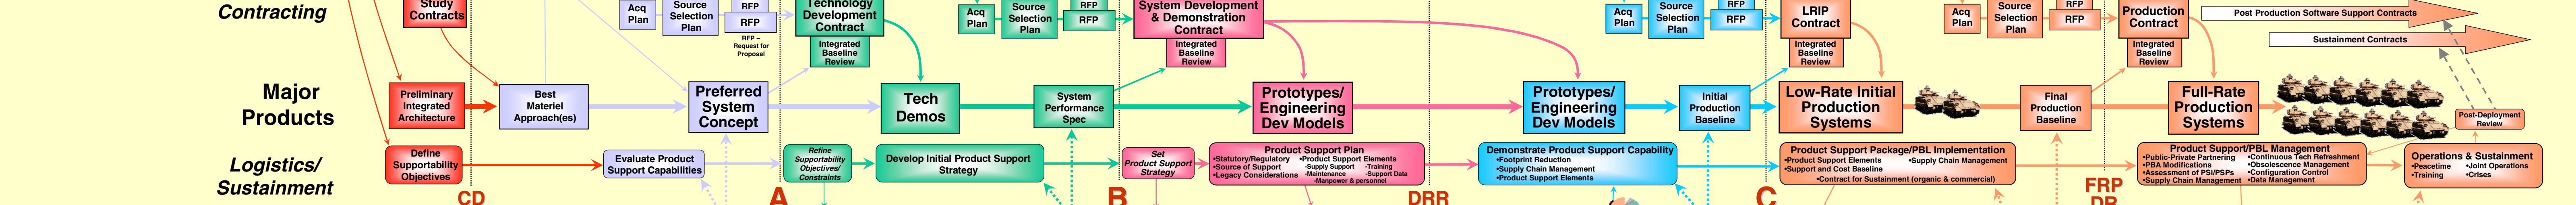 Contracting
Study
Contracts
Acq
Plan
Source
Selection
Plan
RFP
RFP
RFP –
Request for
Proposal
Technology
Development
Contract
Integrated
Baseline
Review
Acq
Plan
Source
Selection
Plan
RFP
RFP
System Development
& Demonstration
Contract
Integrated
Baseline
Review
Acq
Plan
Source
Selection
Plan
RFP
RFP
LRIP
Contract
Integrated
Baseline
Review
Acq
Plan
Source
Selection
Plan
RFP
RFP
Production
Contract
Integrated
Baseline
Review
Post Production Software Support Contracts
Sustainment Contracts
Major
Products
Preliminary
Integrated
Architecture
Best
Materiel
Approach(es)
Preferred
System
Concept
Tech
Demos
System
Performance
Spec
Prototypes/
Engineering
Dev Models
Prototypes/
Engineering
Dev Models
Initial
Production
Baseline
Low-Rate Initial
Production
Systems
Final
Production
Baseline
Full-Rate
Production
Systems
Post-Deployment
Review
Logistics/
Sustainment
Define
Supportability
Objectives
Evaluate Product
Support Capabilities
Refine
Supportability
Objectives/
Constraints
Develop Initial Product Support
Strategy
Set
Product Support
Strategy
Product Support Plan
•Statutory/Regulatory
•Source of Support
•Legacy Considerations
•Product Support Elements
-Supply Support -Training
-Maintenance -Support Data
-Manpower & personnel
Demonstrate Product Support Capability
•Footprint Reduction
•Supply Chain Management
•Product Support Elements
Product Support Package/PBL Implementation
•Product Support Elements •Supply Chain Management
•Support and Cost Baseline
•Contract for Sustainment (organic & commercial)
Product Support/PBL Management
•Public-Private Partnering •Continuous Tech Refreshment
•PBA Modifications •Obsolescence Management
•Assessment of PSI/PSPs •Configuration Control
•Supply Chain Management •Data Management
Operations & Sustainment
•Peacetime •Joint Operations
•Training •Crises
CD
A
B
DRR
C
FRP
DR